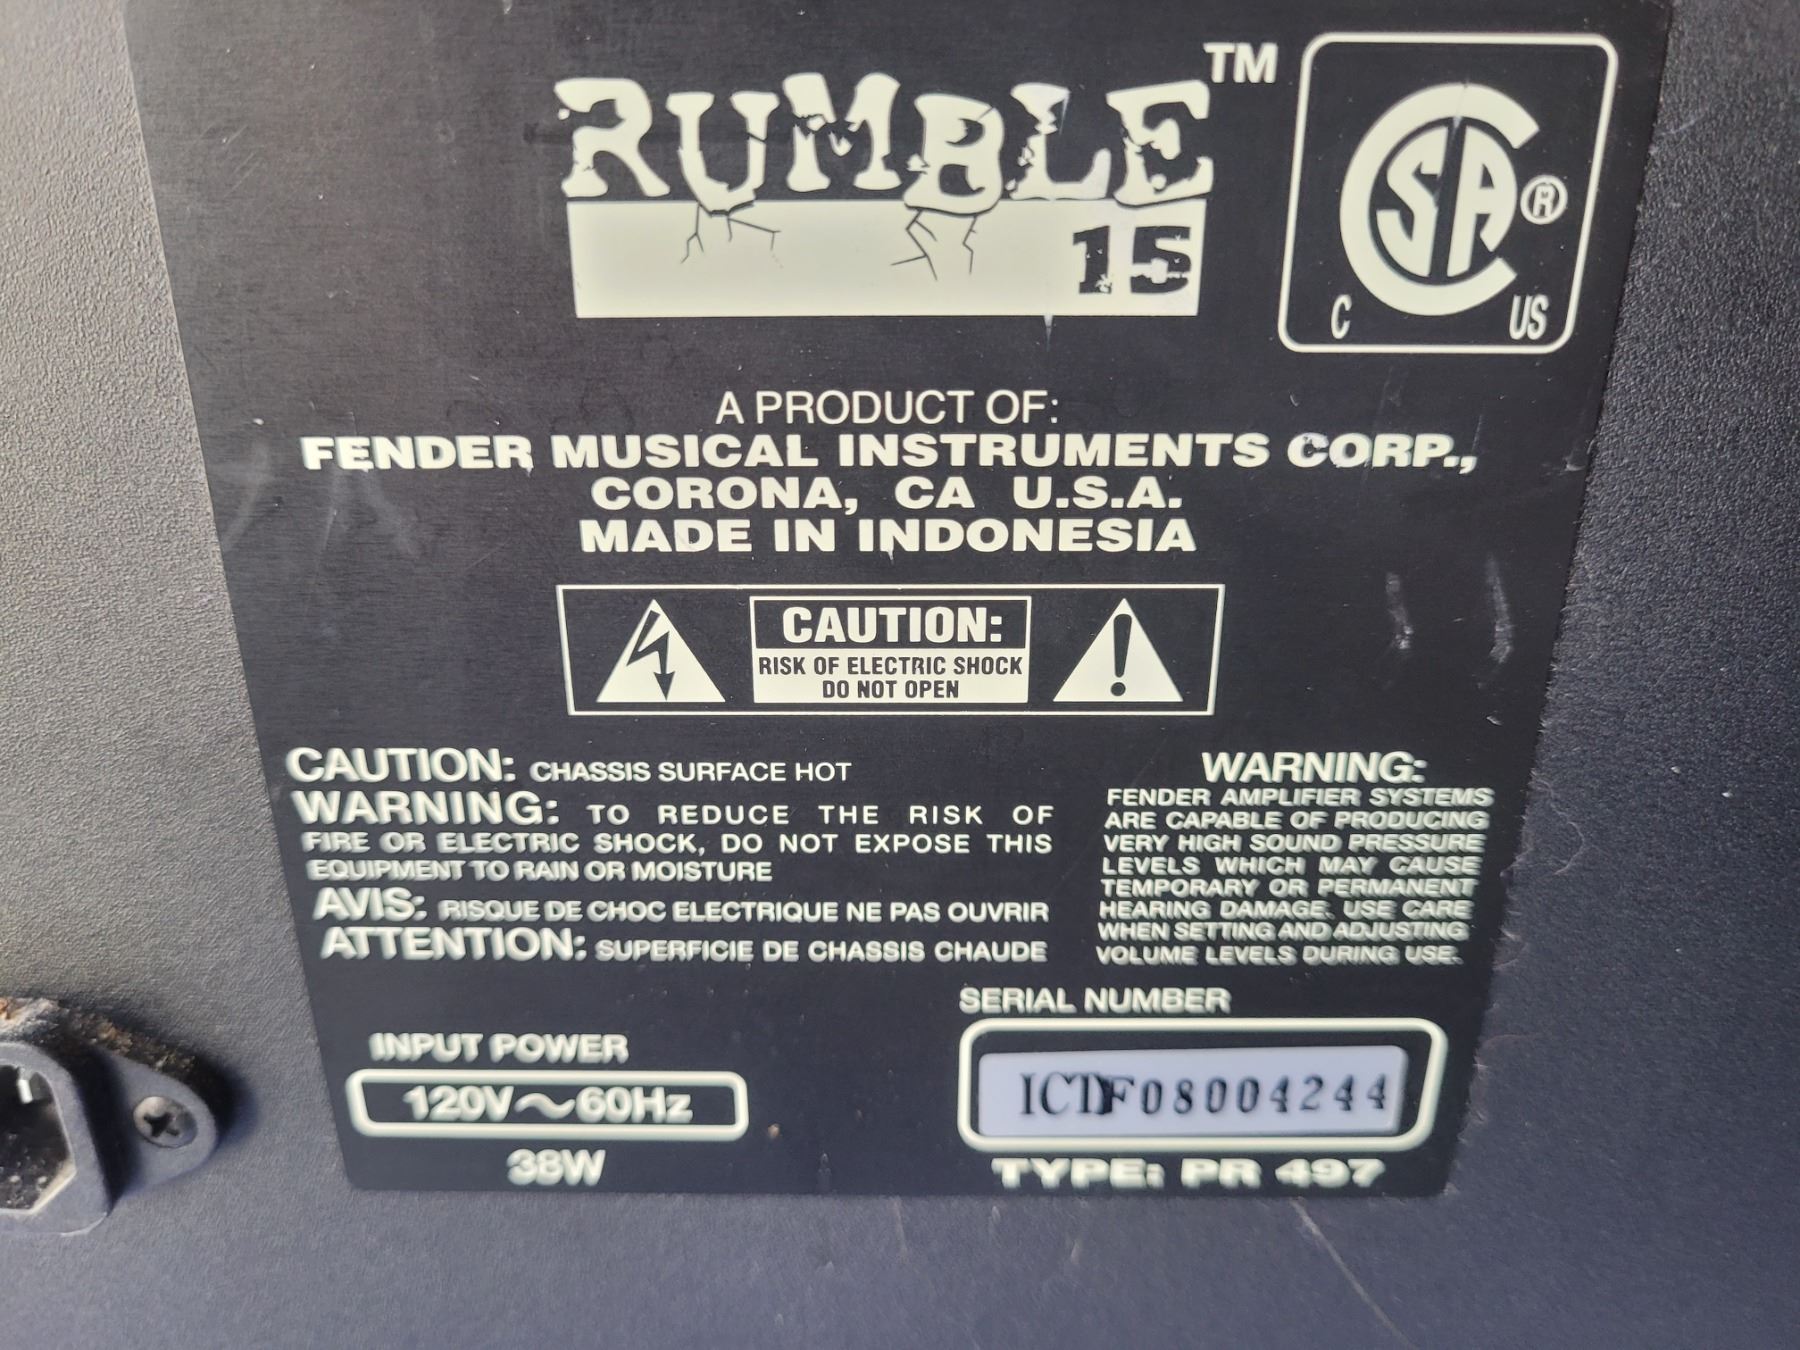 RUMBLE™
15
CSA®
C US
A PRODUCT OF:
FENDER MUSICAL INSTRUMENTS CORP.,
CORONA, CA U.S.A.
MADE IN INDONESIA
CAUTION:
RISK OF ELECTRIC SHOCK
DO NOT OPEN
CAUTION: CHASSIS SURFACE HOT
WARNING: TO REDUCE THE RISK OF
FIRE OR ELECTRIC SHOCK, DO NOT EXPOSE THIS
EQUIPMENT TO RAIN OR MOISTURE
AVIS: RISQUE DE CHOC ELECTRIQUE NE PAS OUVRIR
ATTENTION: SUPERFICIE DE CHASSIS CHAUDE
WARNING:
FENDER AMPLIFIER SYSTEMS
ARE CAPABLE OF PRODUCING
VERY HIGH SOUND PRESSURE
LEVELS WHICH MAY CAUSE
TEMPORARY OR PERMANENT
HEARING DAMAGE. USE CARE
WHEN SETTING AND ADJUSTING
VOLUME LEVELS DURING USE.
INPUT POWER
120V~60Hz
38W
SERIAL NUMBER
ICTF08004244
TYPE: PR 497